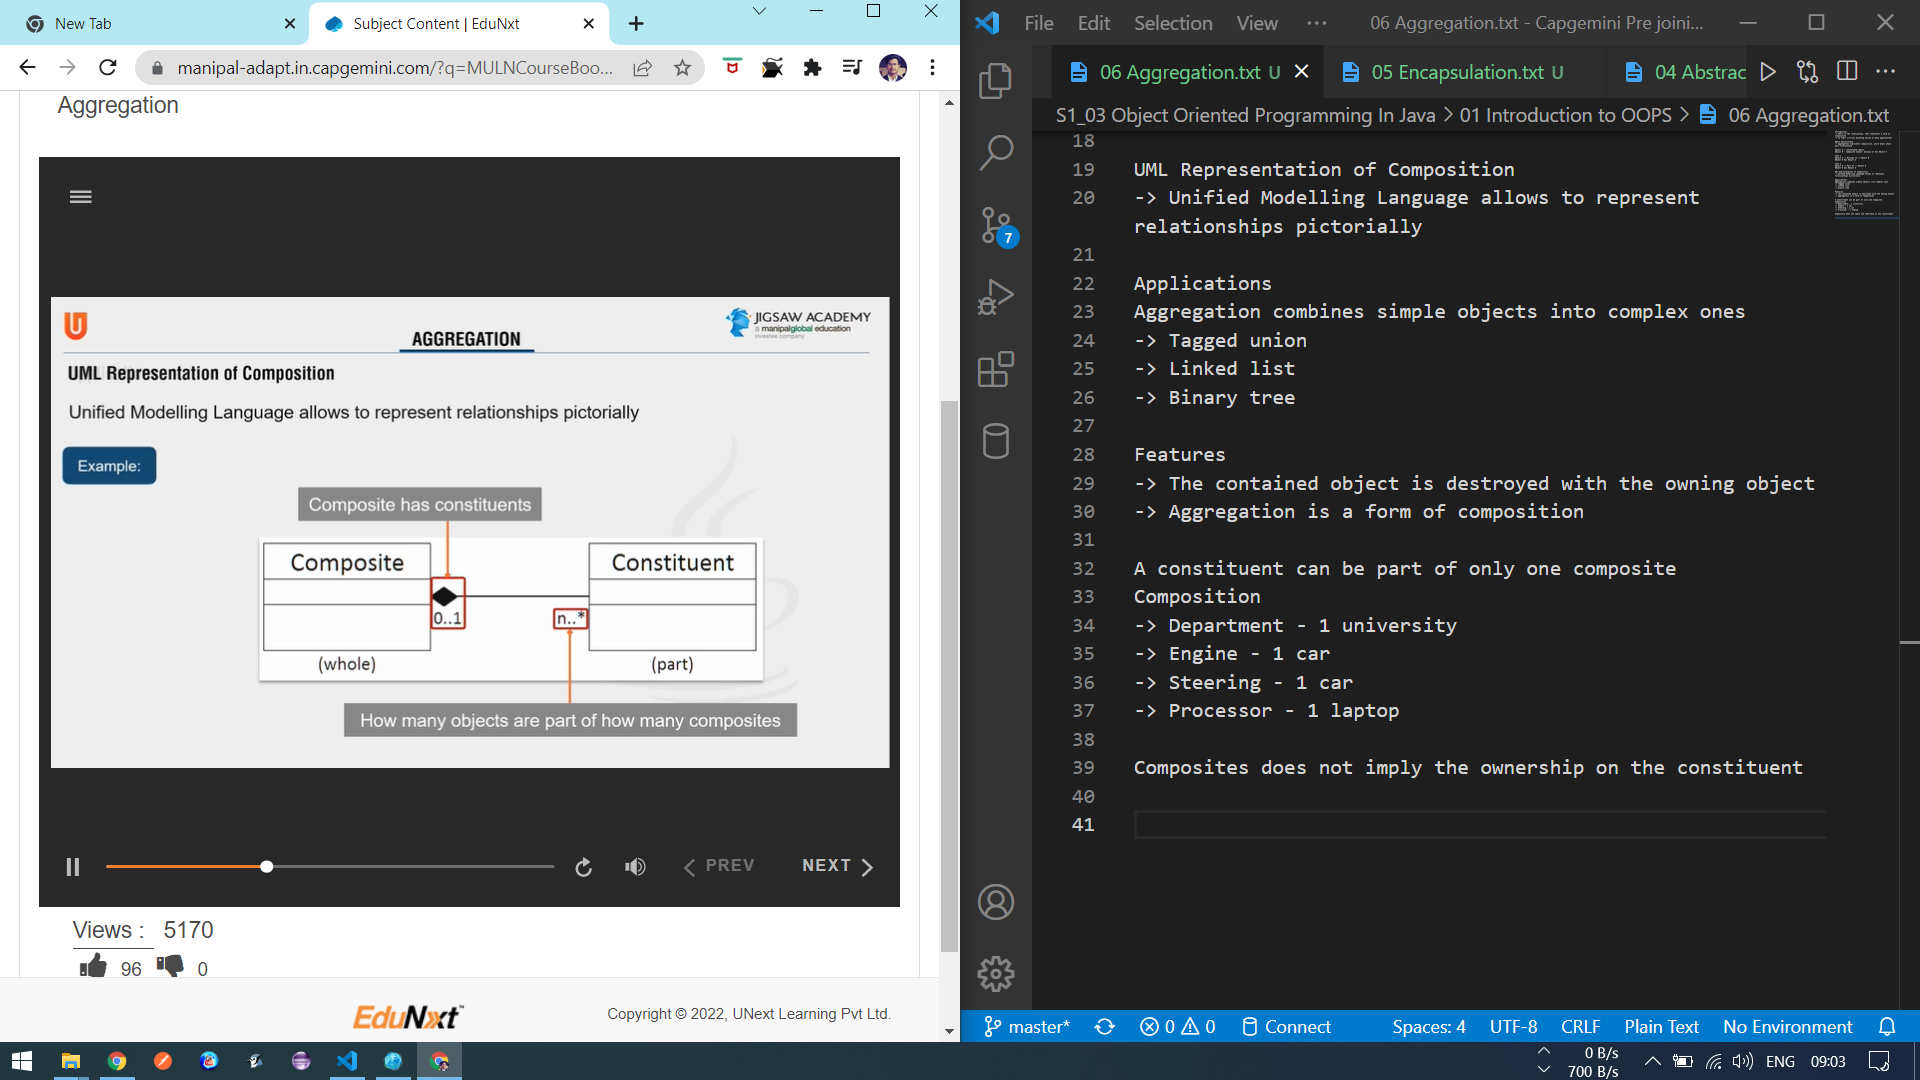 New Tab
Subject Content | EduNxt
manipal-adapt.in.capgemini.com/?q=MULNCourseBoo...
Aggregation
JIGSAW ACADEMY
a manipalglobal education
investee company
AGGREGATION
UML Representation of Composition
Unified Modelling Language allows to represent relationships pictorially
Example:
Composite has constituents
Composite
Constituent
0..1
n..*
(whole)
(part)
How many objects are part of how many composites
PREV
NEXT
Views : 5170
96 0
EduNxt™
Copyright © 2022, UNext Learning Pvt Ltd.
File Edit Selection View ··· 06 Aggregation.txt - Capgemini Pre joini...
06 Aggregation.txt U
05 Encapsulation.txt U
04 Abstrac
S1_03 Object Oriented Programming In Java > 01 Introduction to OOPS > 06 Aggregation.txt
7
18
19 UML Representation of Composition
20 -> Unified Modelling Language allows to represent
relationships pictorially
21
22 Applications
23 Aggregation combines simple objects into complex ones
24 -> Tagged union
25 -> Linked list
26 -> Binary tree
27
28 Features
29 -> The contained object is destroyed with the owning object
30 -> Aggregation is a form of composition
31
32 A constituent can be part of only one composite
33 Composition
34 -> Department - 1 university
35 -> Engine - 1 car
36 -> Steering - 1 car
37 -> Processor - 1 laptop
38
39 Composites does not imply the ownership on the constituent
40
41
master* 0 0 Connect Spaces: 4 UTF-8 CRLF Plain Text No Environment
0 B/s
700 B/s
ENG 09:03